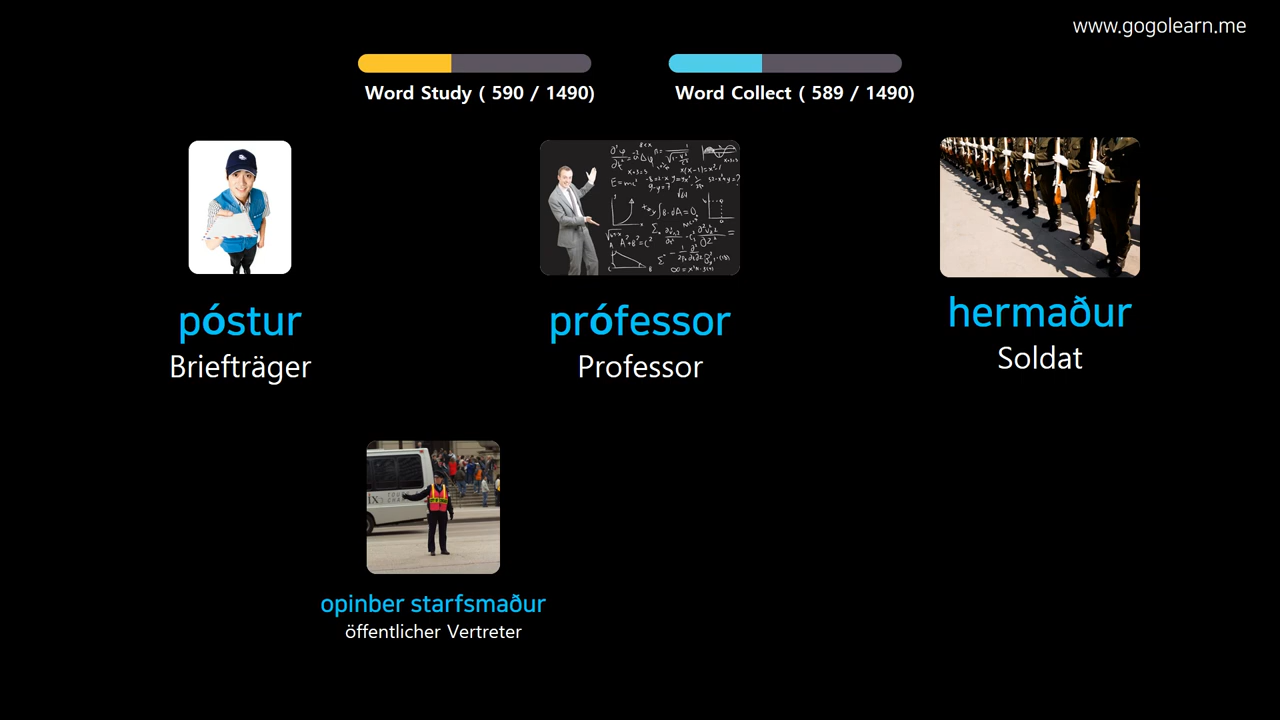 www.gogolearn.me
Word Study ( 590 / 1490)
Word Collect ( 589 / 1490)
póstur
Briefträger
prófessor
Professor
hermaður
Soldat
opinber starfsmaður
öffentlicher Vertreter